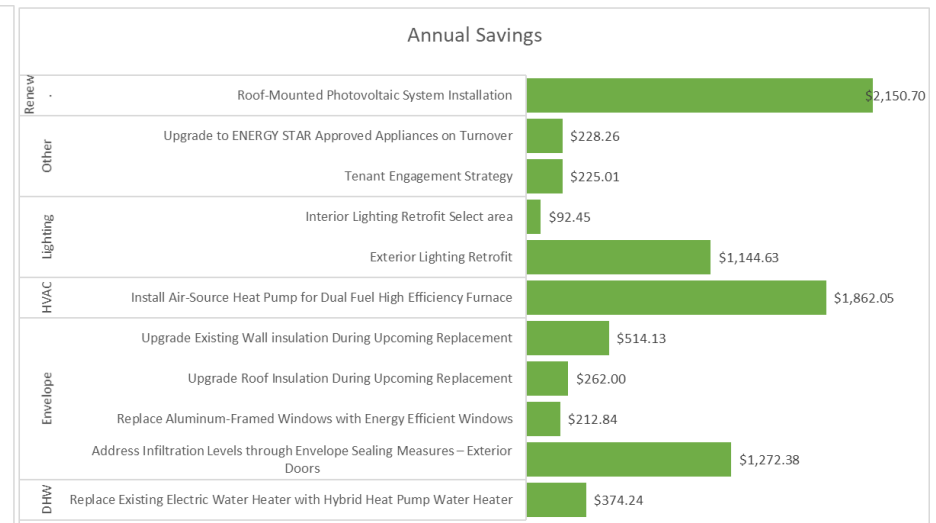 Annual Savings
Renew
.
Roof-Mounted Photovoltaic System Installation
$2,150.70
Other
Upgrade to ENERGY STAR Approved Appliances on Turnover
$228.26
Tenant Engagement Strategy
$225.01
Lighting
Interior Lighting Retrofit Select area
$92.45
Exterior Lighting Retrofit
$1,144.63
HVAC
Install Air-Source Heat Pump for Dual Fuel High Efficiency Furnace
$1,862.05
Envelope
Upgrade Existing Wall insulation During Upcoming Replacement
$514.13
Upgrade Roof Insulation During Upcoming Replacement
$262.00
Replace Aluminum-Framed Windows with Energy Efficient Windows
$212.84
Address Infiltration Levels through Envelope Sealing Measures – Exterior
Doors
$1,272.38
DHW
Replace Existing Electric Water Heater with Hybrid Heat Pump Water Heater
$374.24